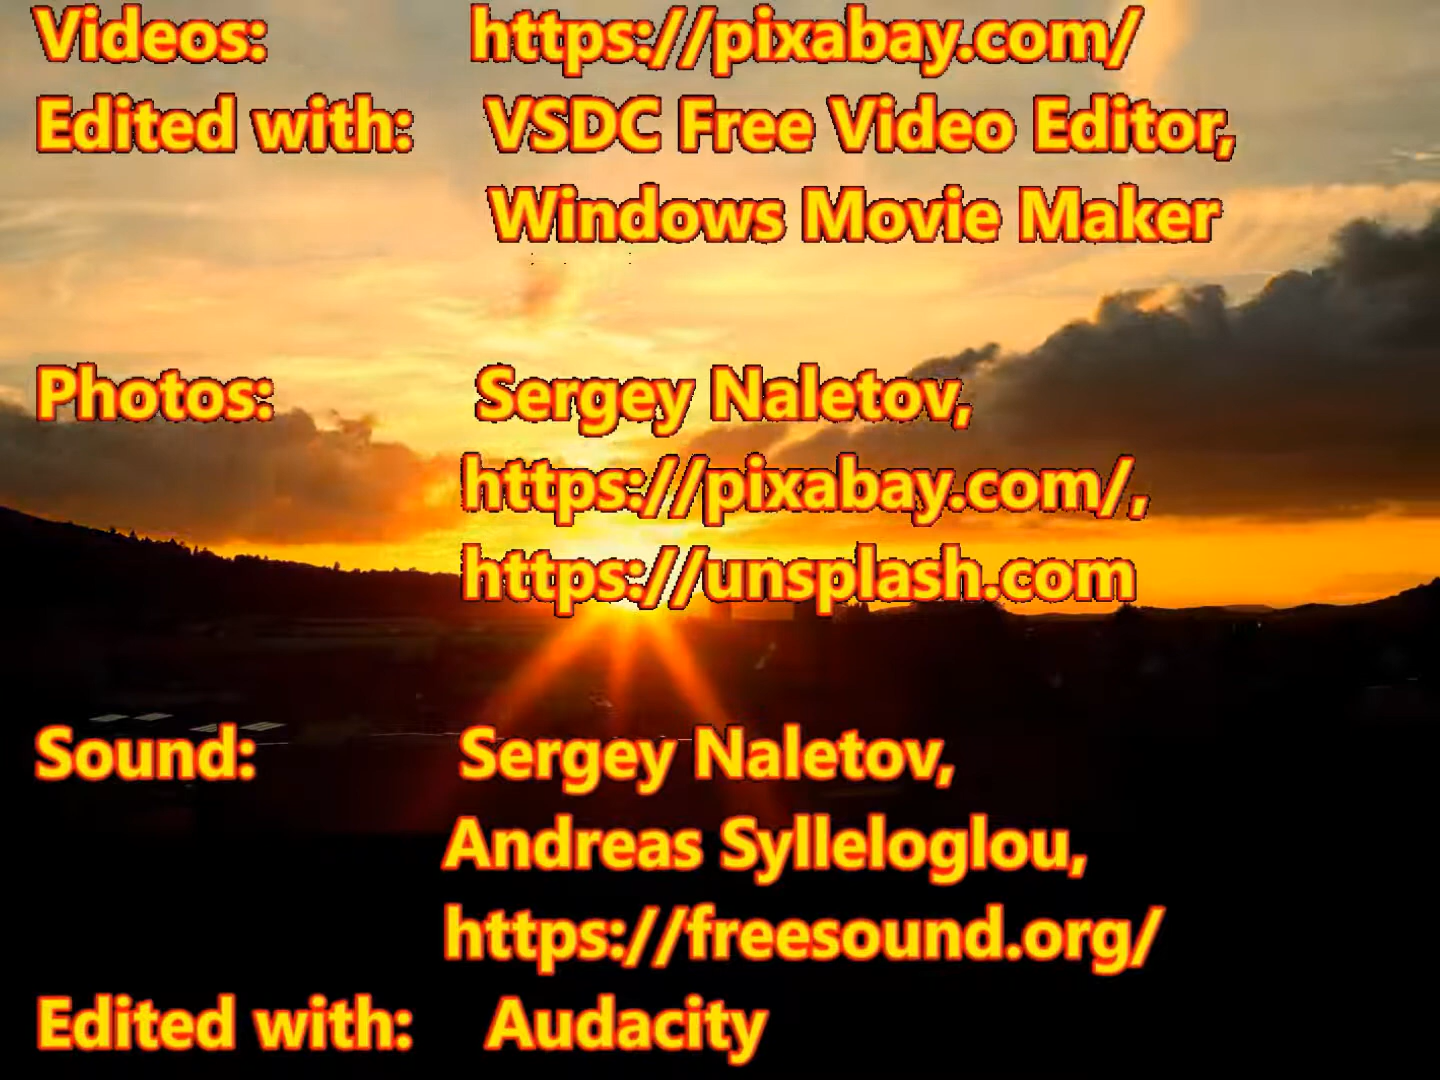 Videos: https://pixabay.com/
Edited with: VSDC Free Video Editor,
Windows Movie Maker
Photos: Sergey Naletov,
https://pixabay.com/,
https://unsplash.com
Sound: Sergey Naletov,
Andreas Sylleloglou,
https://freesound.org/
Edited with: Audacity